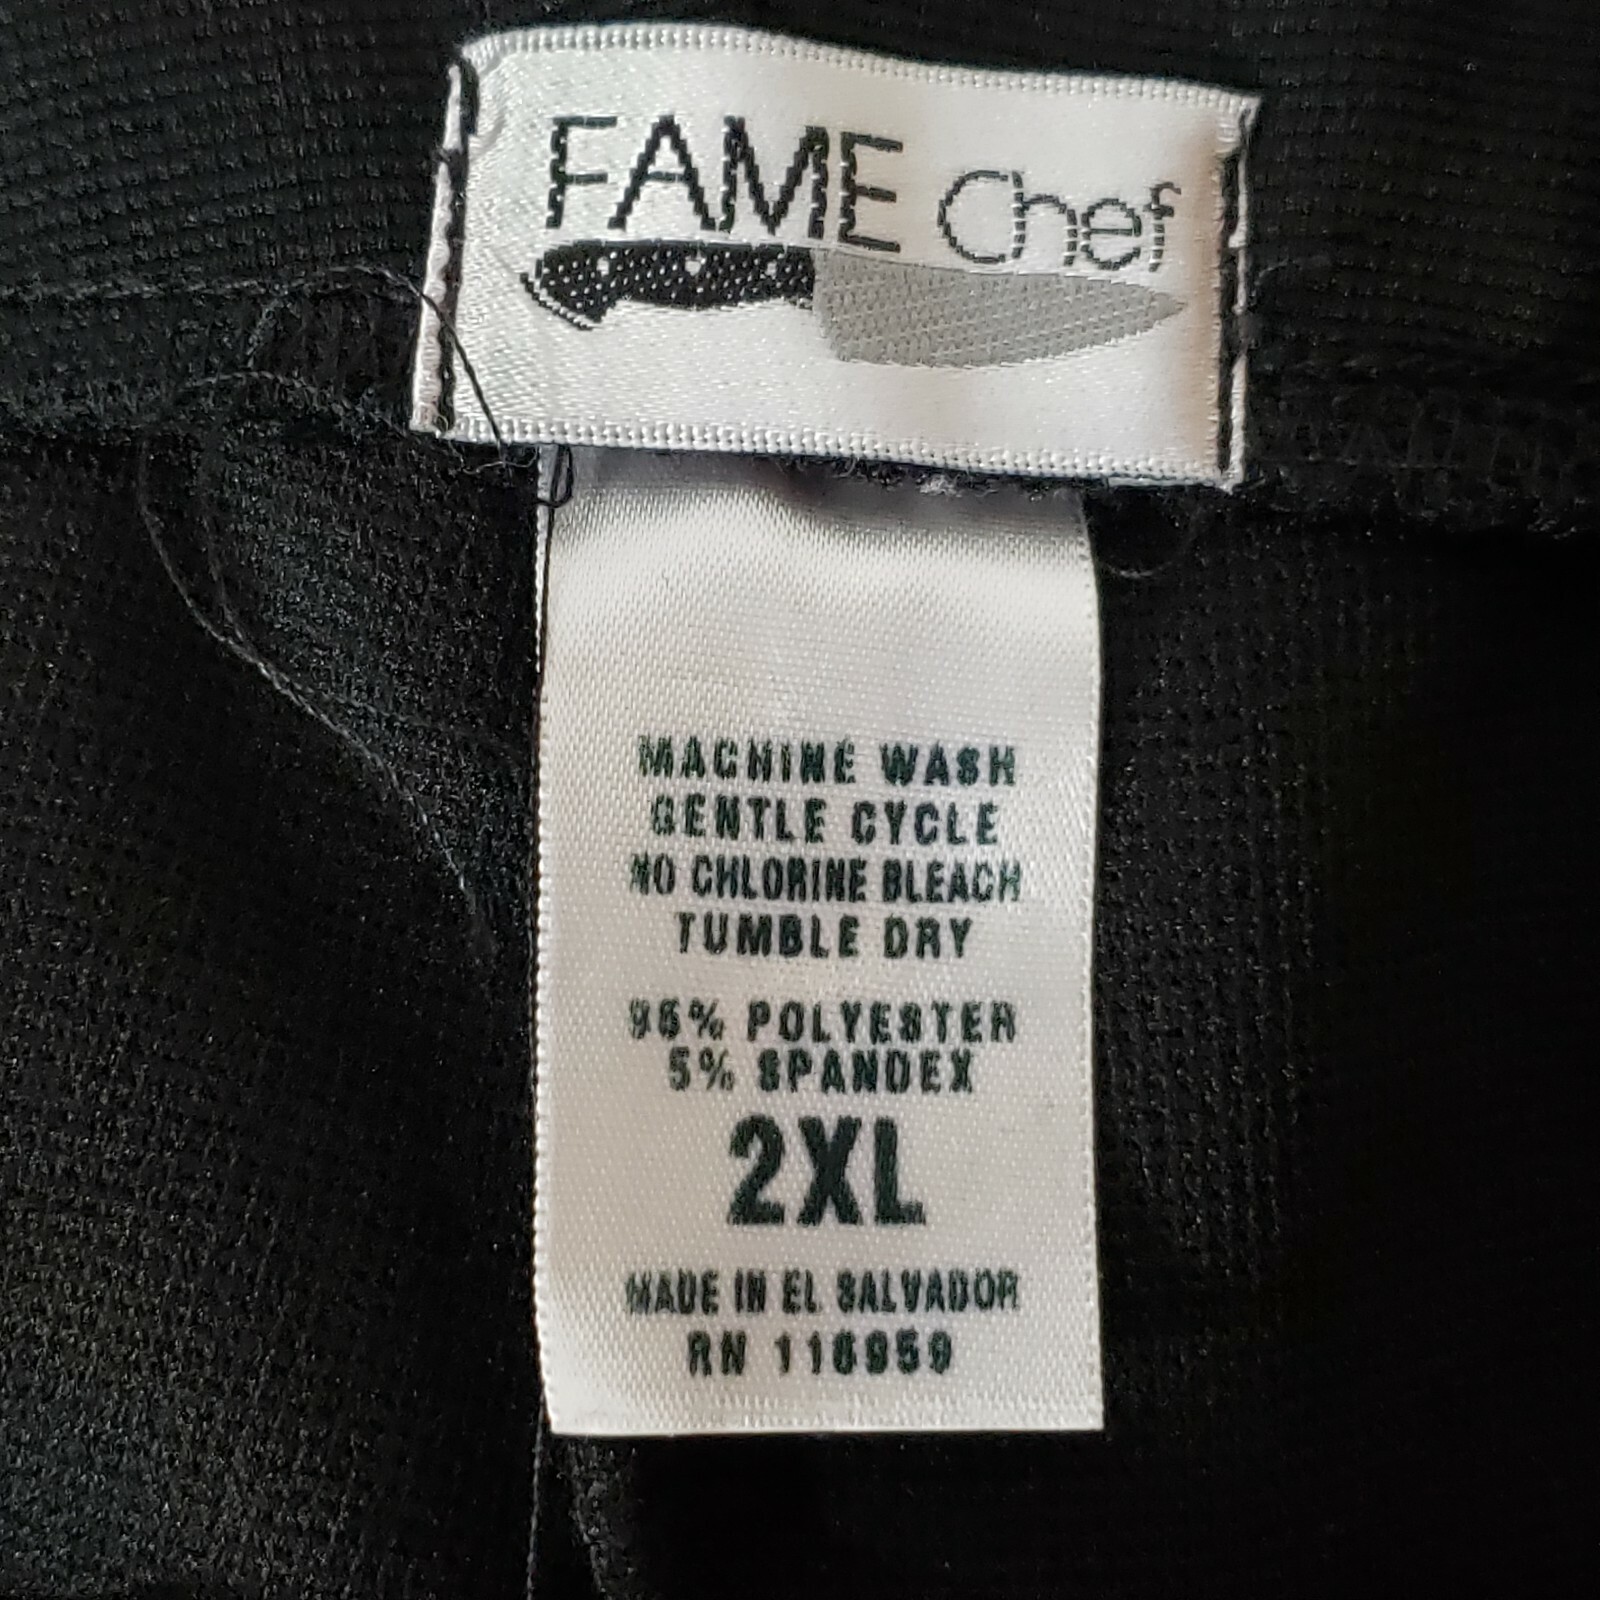 FAME Chef
MACHINE WASH
GENTLE CYCLE
NO CHLORINE BLEACH
TUMBLE DRY
95% POLYESTER
5% SPANDEX
2XL
MADE IN EL SALVADOR
RN